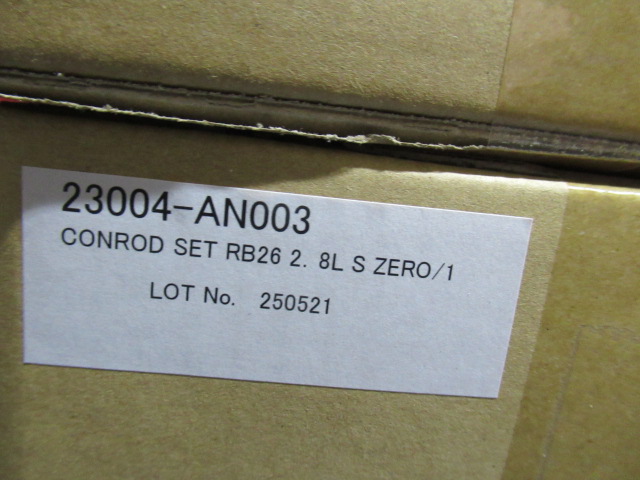 23004-AN003
CONROD SET RB26 2. 8L S ZERO/1
LOT No. 250521